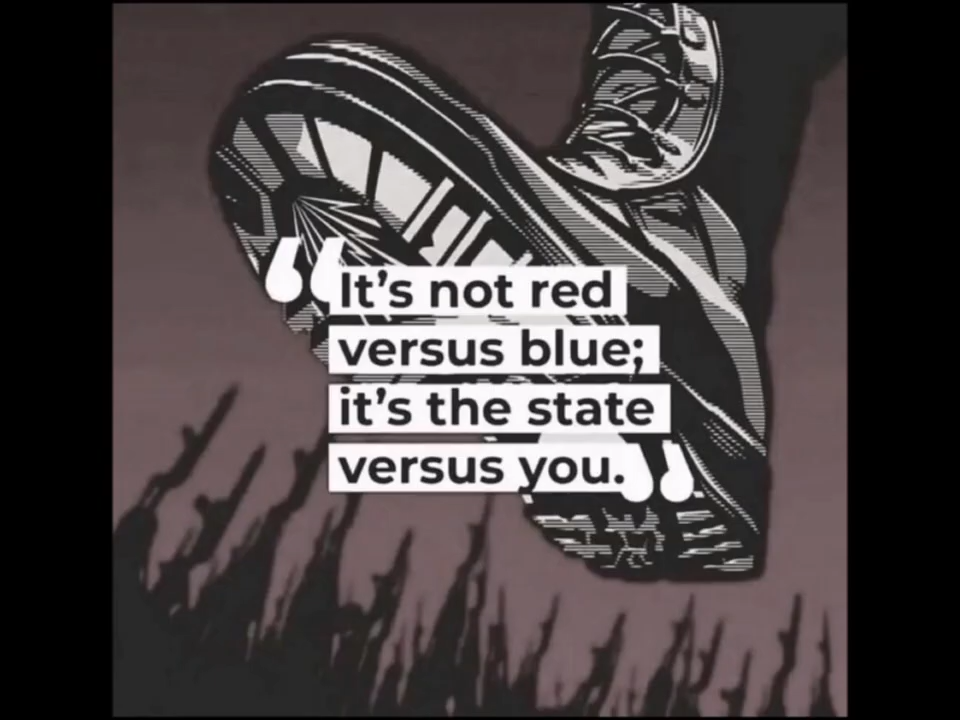 “It’s not red
versus blue;
it’s the state
versus you.”